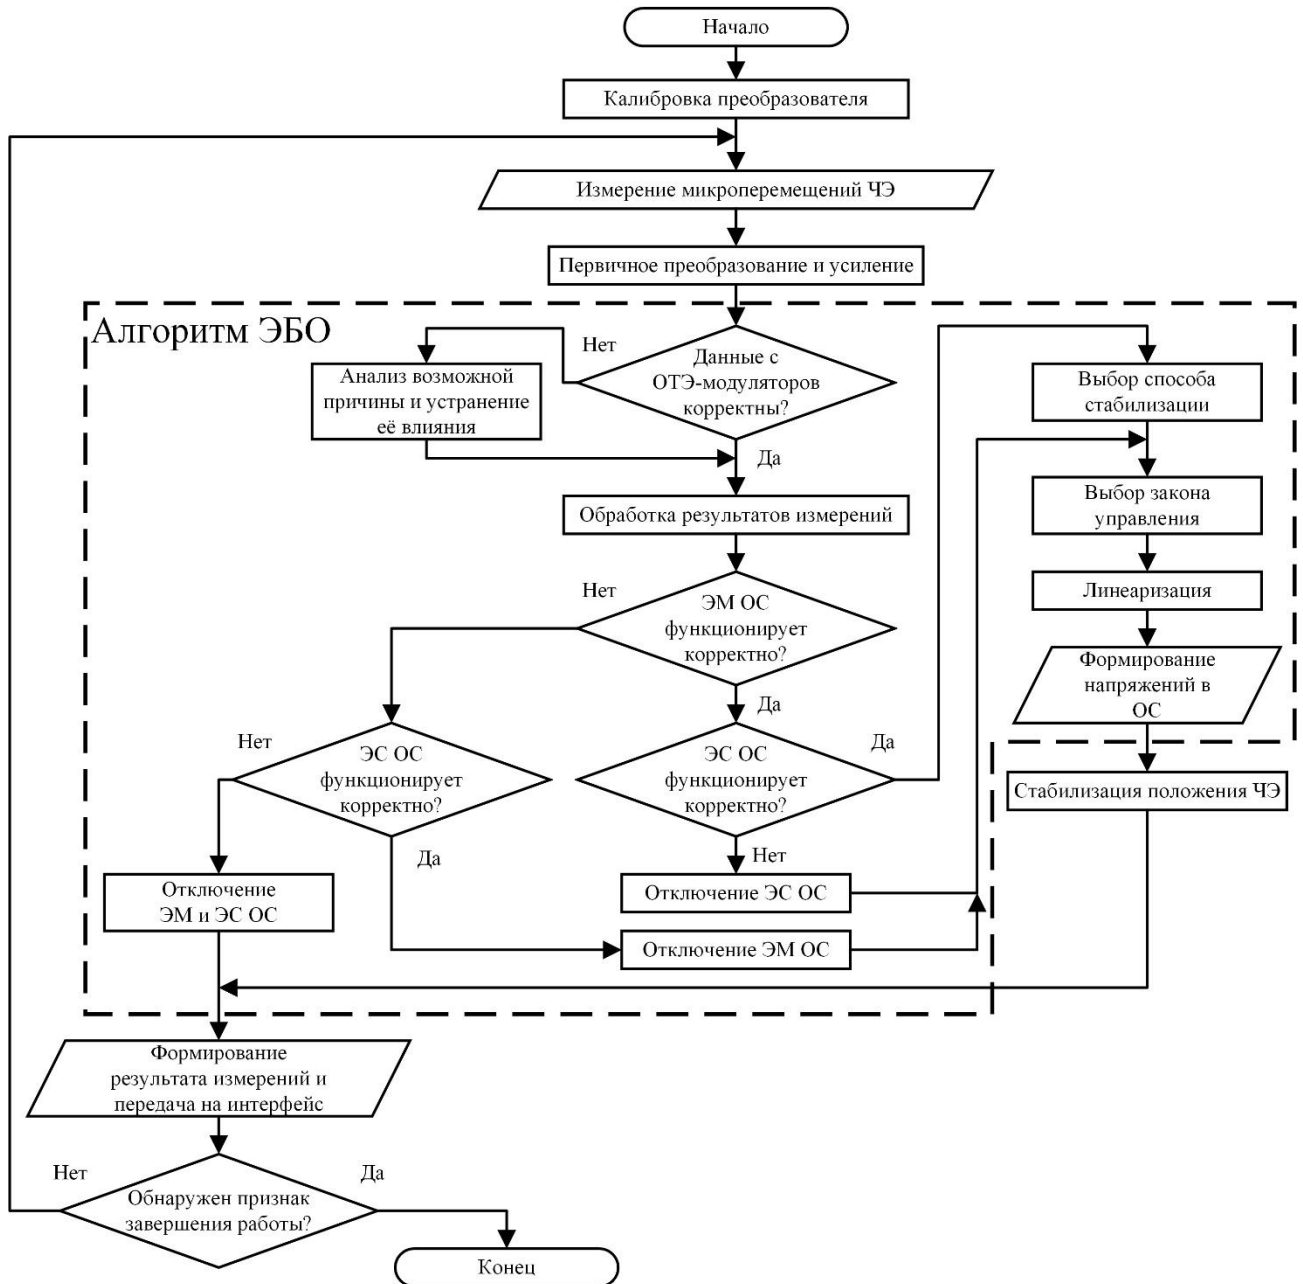 Начало
Калибровка преобразователя
Измерение микроперемещений ЧЭ
Первичное преобразование и усиление
Алгоритм ЭБО
Нет
Данные с
ОТЭ-модуляторов
корректны?
Анализ возможной
причины и устранение
её влияния
Да
Выбор способа
стабилизации
Обработка результатов измерений
Выбор закона
управления
Нет
ЭМ ОС
функционирует
корректно?
Линеаризация
Да
Формирование
напряжений в
ОС
Нет
ЭС ОС
функционирует
корректно?
ЭС ОС
функционирует
корректно?
Да
Стабилизация положения ЧЭ
Да
Нет
Отключение
ЭМ и ЭС ОС
Отключение ЭС ОС
Отключение ЭМ ОС
Формирование
результата измерений и
передача на интерфейс
Нет
Да
Обнаружен признак
завершения работы?
Конец